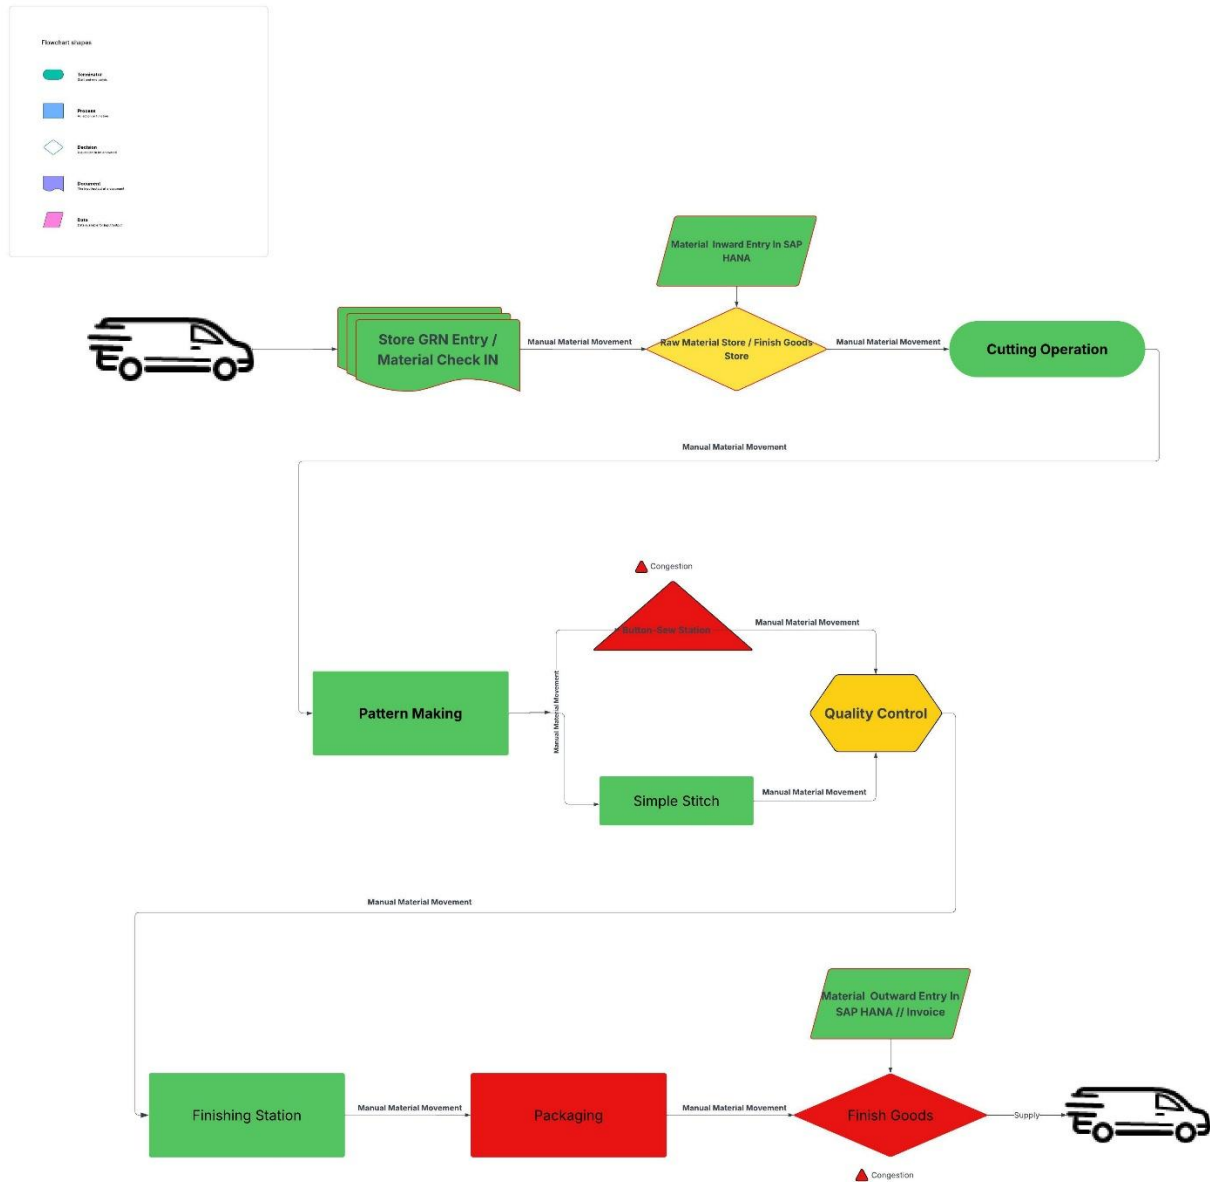 Flowchart shapes
Terminator
Process
Decision
Document
Data
Material Inward Entry In SAP
HANA
Store GRN Entry /
Material Check IN
Manual Material Movement
Raw Material Store / Finish Goods
Store
Manual Material Movement
Cutting Operation
Manual Material Movement
Congestion
Button-Sew Station
Manual Material Movement
Manual Material Movement
Pattern Making
Quality Control
Simple Stitch
Manual Material Movement
Manual Material Movement
Material Outward Entry In
SAP HANA // Invoice
Finishing Station
Manual Material Movement
Packaging
Manual Material Movement
Finish Goods
Supply
Congestion